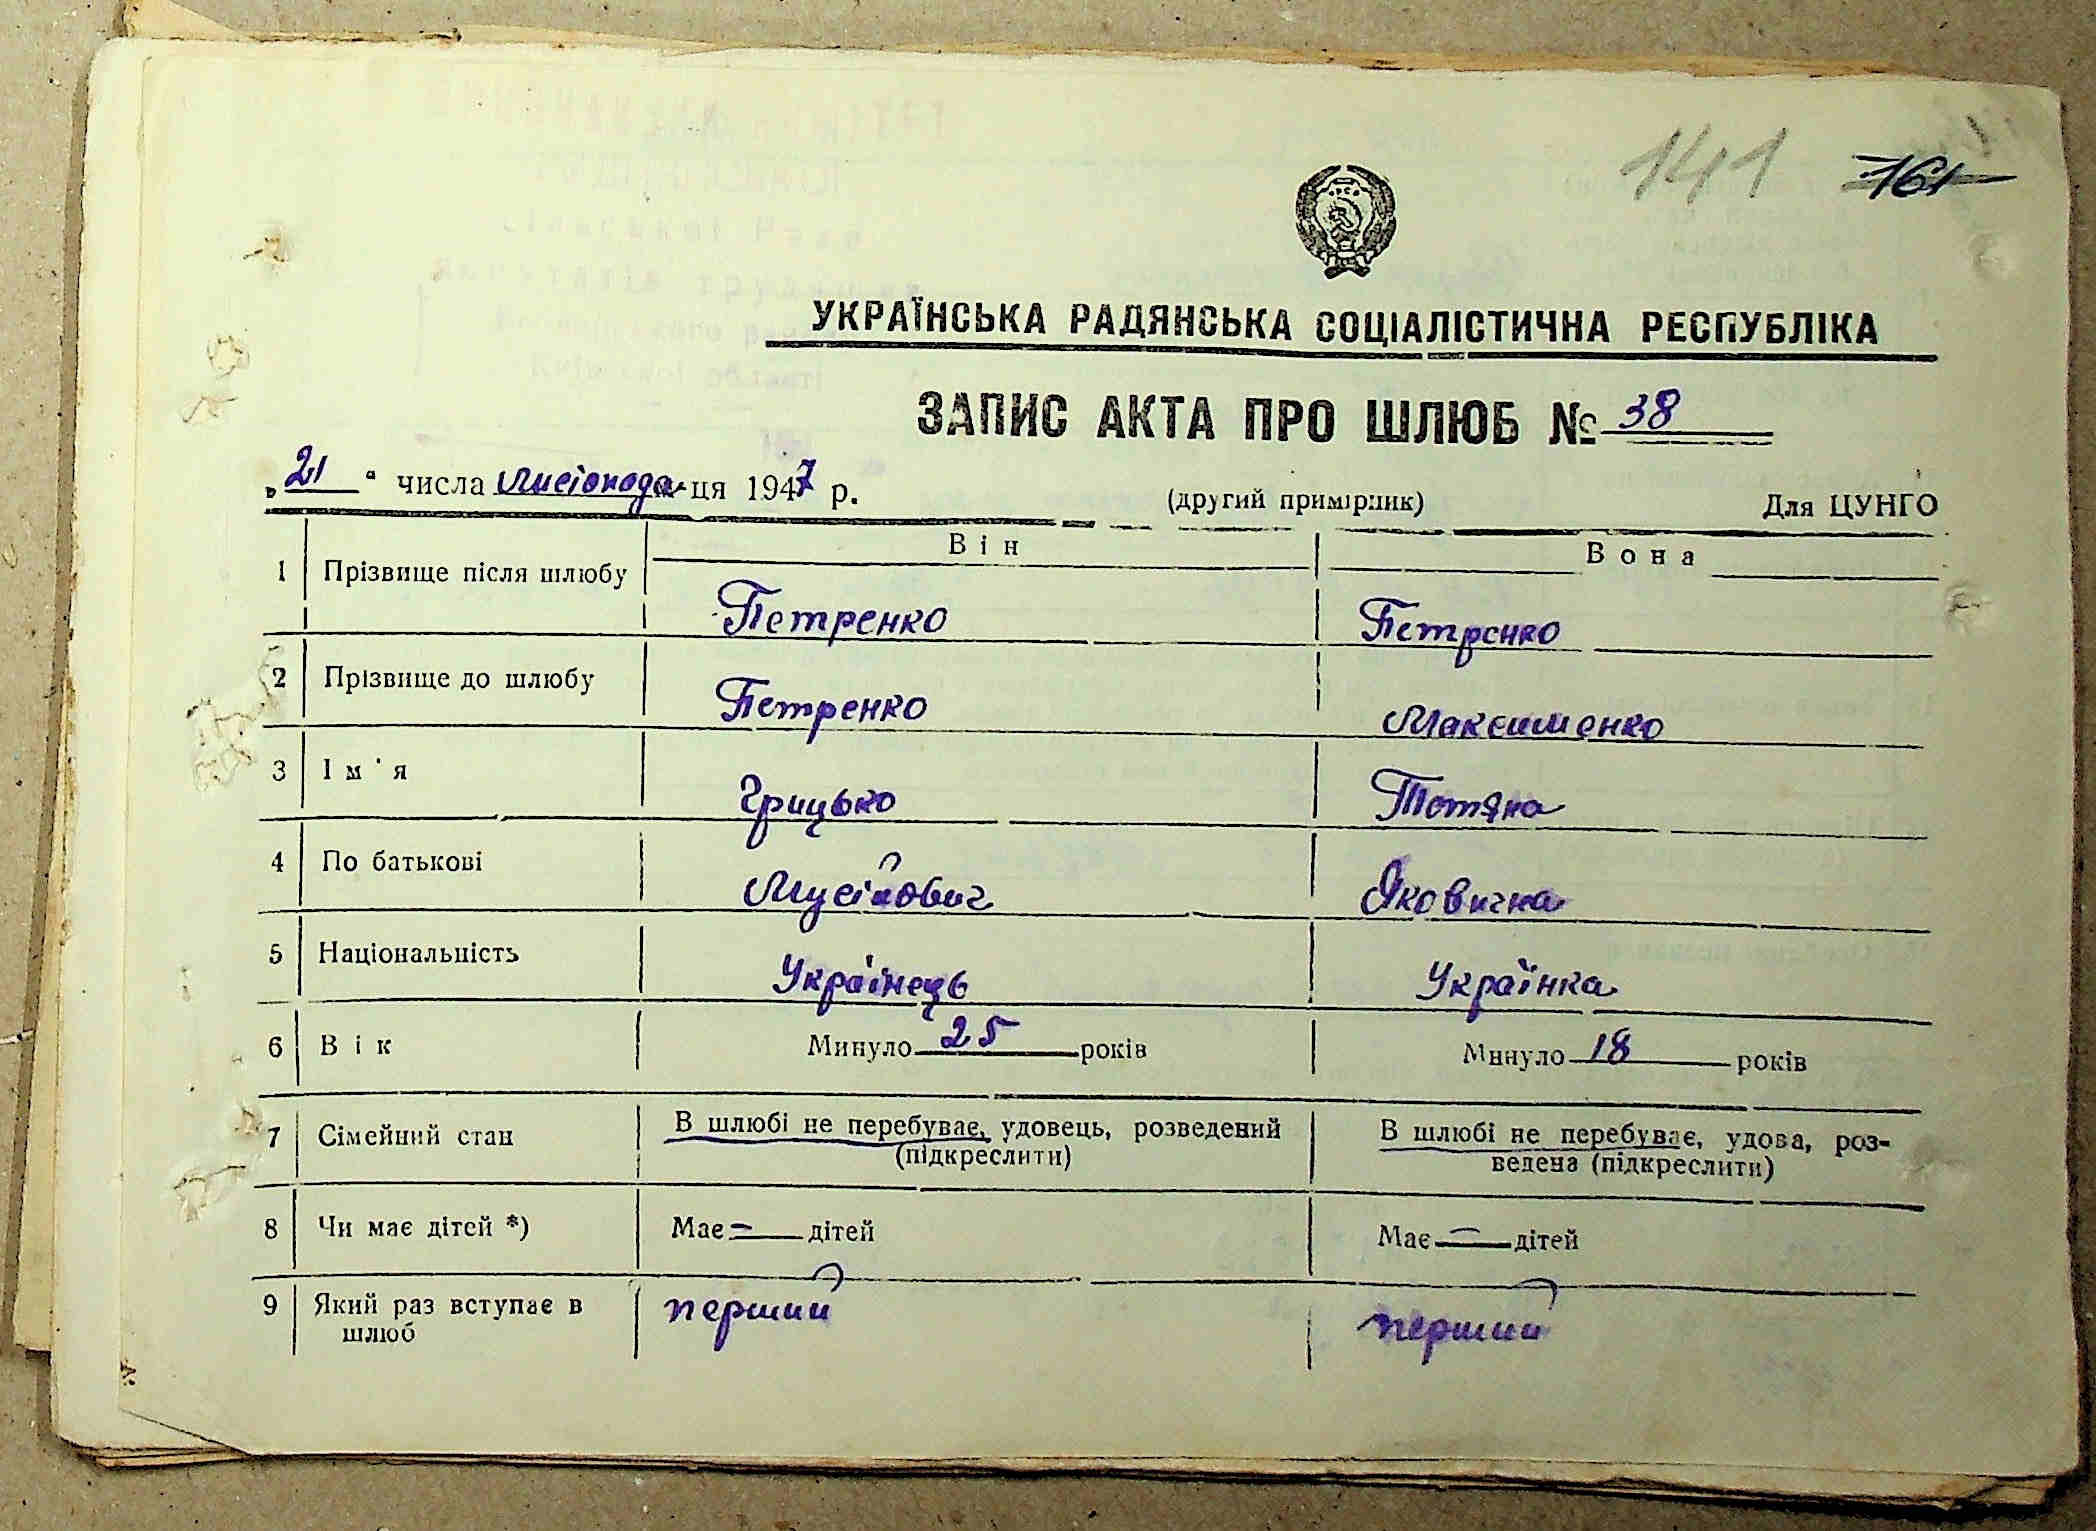 141 161
УКРАЇНСЬКА РАДЯНСЬКА СОЦІАЛІСТИЧНА РЕСПУБЛІКА
ЗАПИС АКТА ПРО ШЛЮБ № 38
„21“ числа листопада ця 1947 р. (другий примірник) Для ЦУНГО
Він Вона
1 Прізвище після шлюбу Петренко Петренко
2 Прізвище до шлюбу Петренко Максименко
3 Ім'я Грицько Тетяна
4 По батькові Мусійович Яковична
5 Національність Українець Українка
6 Вік Минуло 25 років Минуло 18 років
7 Сімейний стан В шлюбі не перебуває, удовець, розведений В шлюбі не перебуває, удова, роз-
(підкреслити) ведена (підкреслити)
8 Чи має дітей *) Має — дітей Має — дітей
9 Який раз вступає в перший перший
шлюб